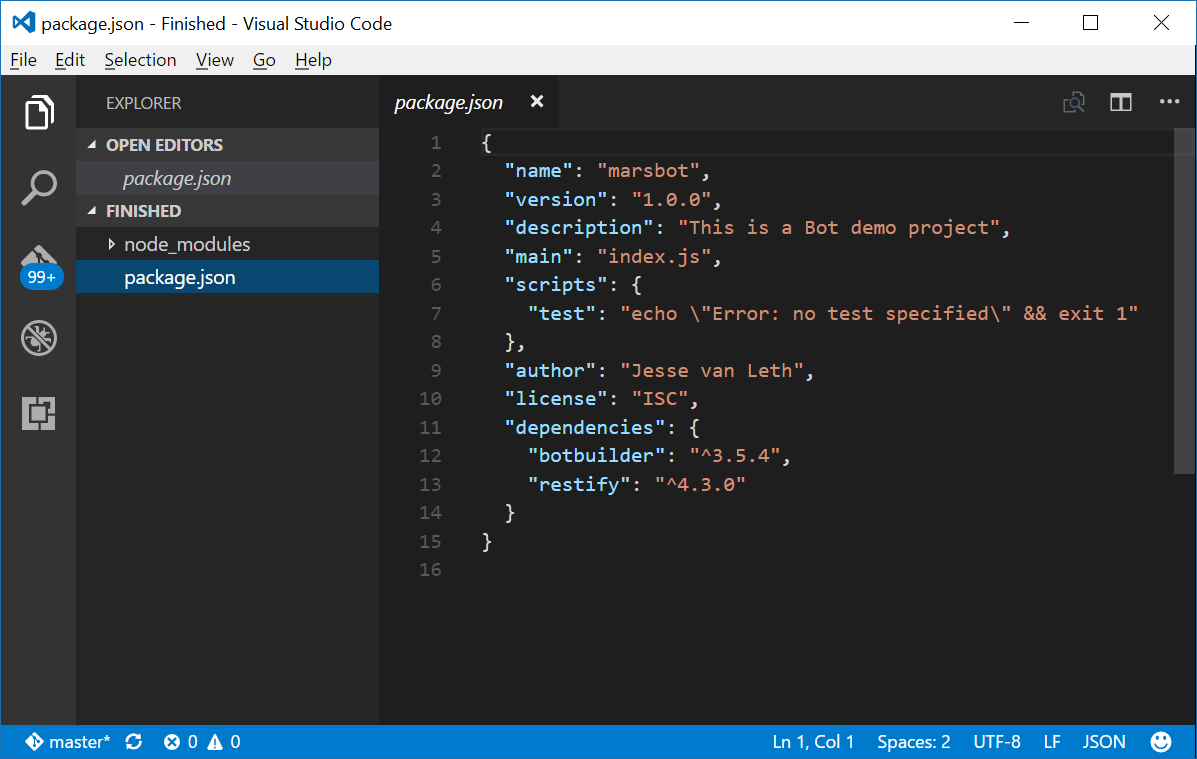 package.json - Finished - Visual Studio Code
File Edit Selection View Go Help
EXPLORER
OPEN EDITORS
package.json
FINISHED
node_modules
package.json
99+
package.json
1 {
2 "name": "marsbot",
3 "version": "1.0.0",
4 "description": "This is a Bot demo project",
5 "main": "index.js",
6 "scripts": {
7 "test": "echo \"Error: no test specified\" && exit 1"
8 },
9 "author": "Jesse van Leth",
10 "license": "ISC",
11 "dependencies": {
12 "botbuilder": "^3.5.4",
13 "restify": "^4.3.0"
14 }
15 }
16
master* 0 0 Ln 1, Col 1 Spaces: 2 UTF-8 LF JSON